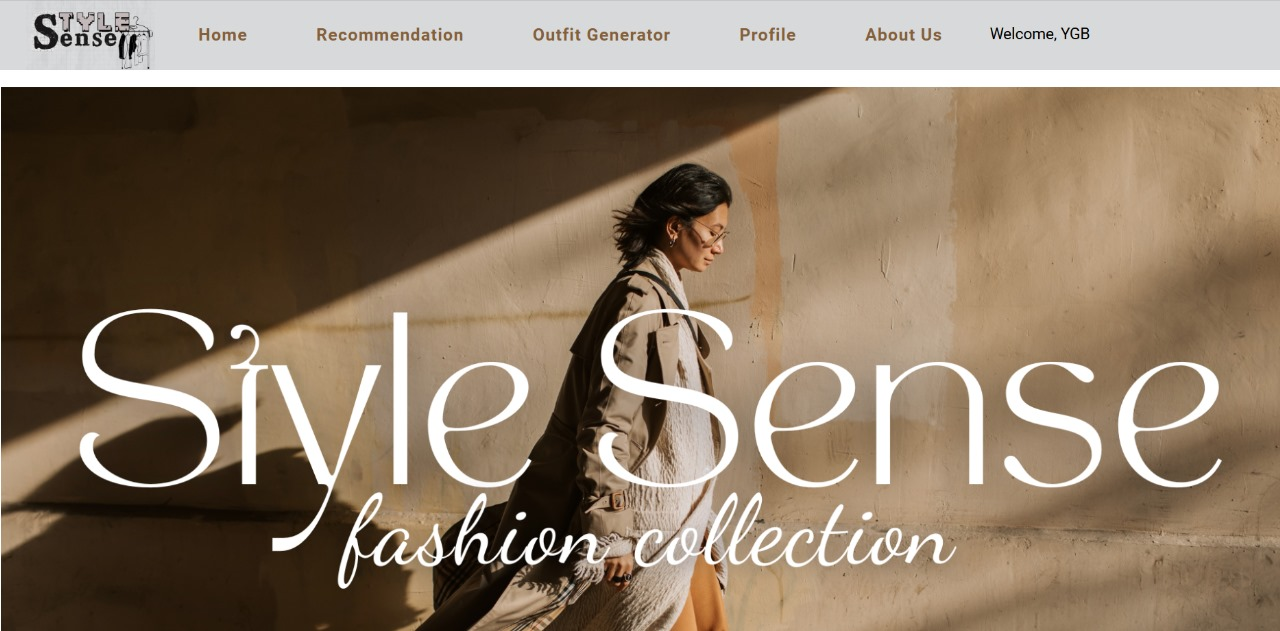 STYLE
Sense
Home
Recommendation
Outfit Generator
Profile
About Us
Welcome, YGB
Style Sense
fashion collection